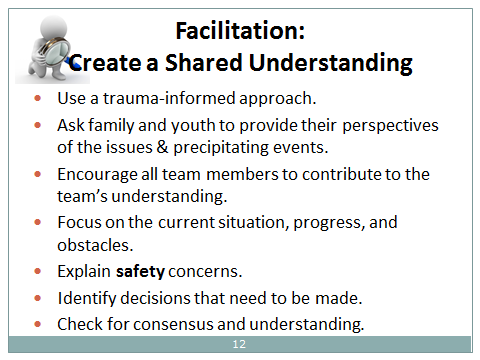 Facilitation:
Create a Shared Understanding
• Use a trauma-informed approach.
• Ask family and youth to provide their perspectives
of the issues & precipitating events.
• Encourage all team members to contribute to the
team's understanding.
• Focus on the current situation, progress, and
obstacles.
• Explain safety concerns.
• Identify decisions that need to be made.
• Check for consensus and understanding.
12